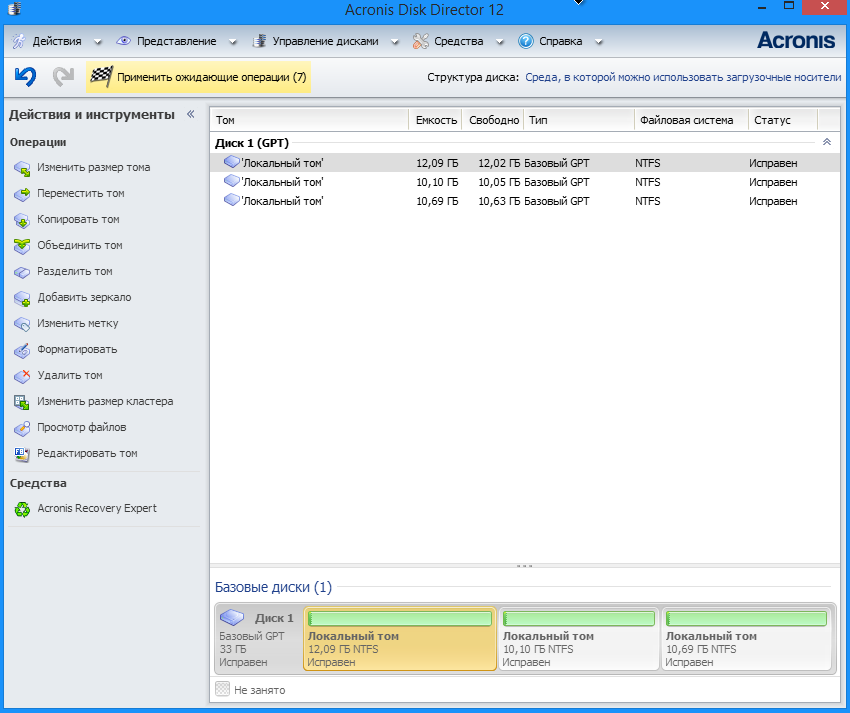 Acronis Disk Director 12
Действия Представление Управление дисками Средства Справка Acronis
Применить ожидающие операции (7) Структура диска: Среда, в которой можно использовать загрузочные носители
Действия и инструменты «
Операции
Изменить размер тома
Переместить том
Копировать том
Объединить том
Разделить том
Добавить зеркало
Изменить метку
Форматировать
Удалить том
Изменить размер кластера
Просмотр файлов
Редактировать том
Средства
Acronis Recovery Expert
Том Емкость Свободно Тип Файловая система Статус
Диск 1 (GPT)
'Локальный том' 12,09 ГБ 12,02 ГБ Базовый GPT NTFS Исправен
'Локальный том' 10,10 ГБ 10,05 ГБ Базовый GPT NTFS Исправен
'Локальный том' 10,69 ГБ 10,63 ГБ Базовый GPT NTFS Исправен
Базовые диски (1)
Диск 1
Базовый GPT
33 ГБ
Исправен
Локальный том
12,09 ГБ NTFS
Исправен
Локальный том
10,10 ГБ NTFS
Исправен
Локальный том
10,69 ГБ NTFS
Исправен
Не занято